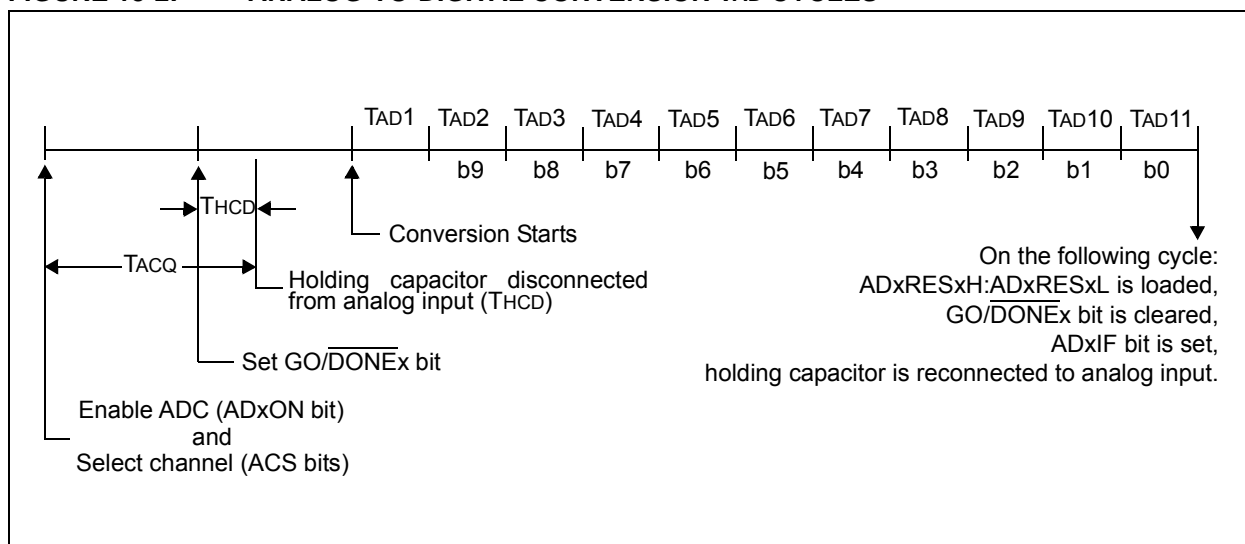 TAD1 TAD2 TAD3 TAD4 TAD5 TAD6 TAD7 TAD8 TAD9 TAD10 TAD11
b9 b8 b7 b6 b5 b4 b3 b2 b1 b0
THCD
Conversion Starts
TACQ
Holding capacitor disconnected
from analog input (THCD)
Set GO/DONEx bit
Enable ADC (ADxON bit)
and
Select channel (ACS bits)
On the following cycle:
ADxRESxH:ADxRESxL is loaded,
GO/DONEx bit is cleared,
ADxIF bit is set,
holding capacitor is reconnected to analog input.